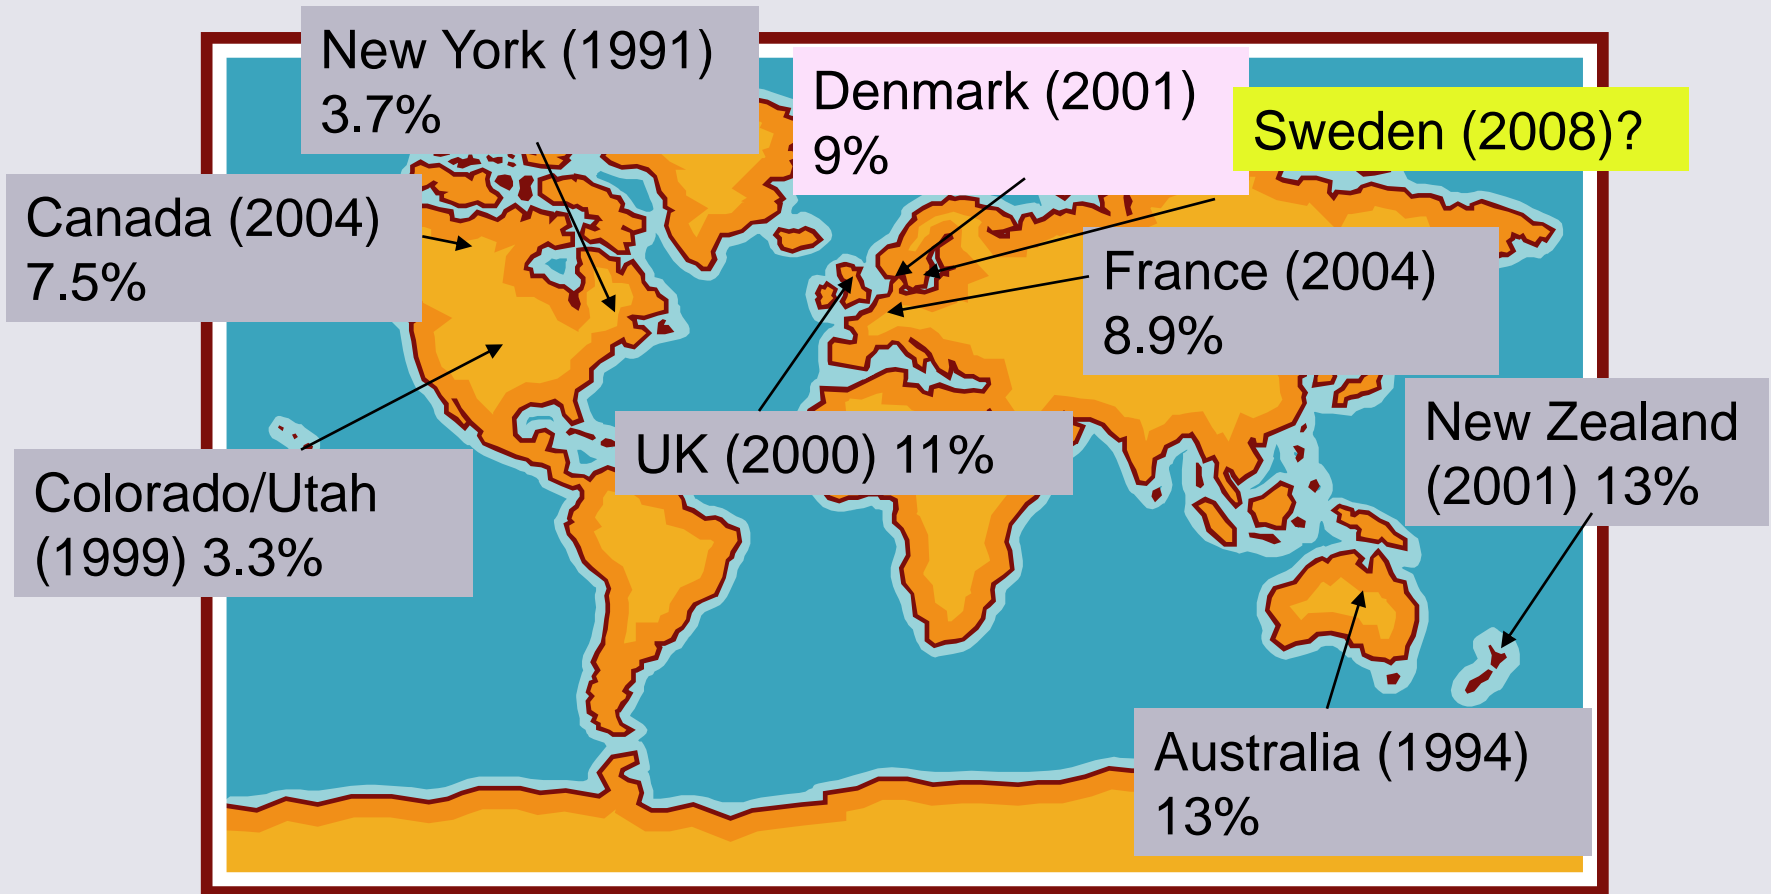 New York (1991)
3.7%
Denmark (2001)
9%
Sweden (2008)?
Canada (2004)
7.5%
France (2004)
8.9%
UK (2000) 11%
New Zealand
(2001) 13%
Colorado/Utah
(1999) 3.3%
Australia (1994)
13%